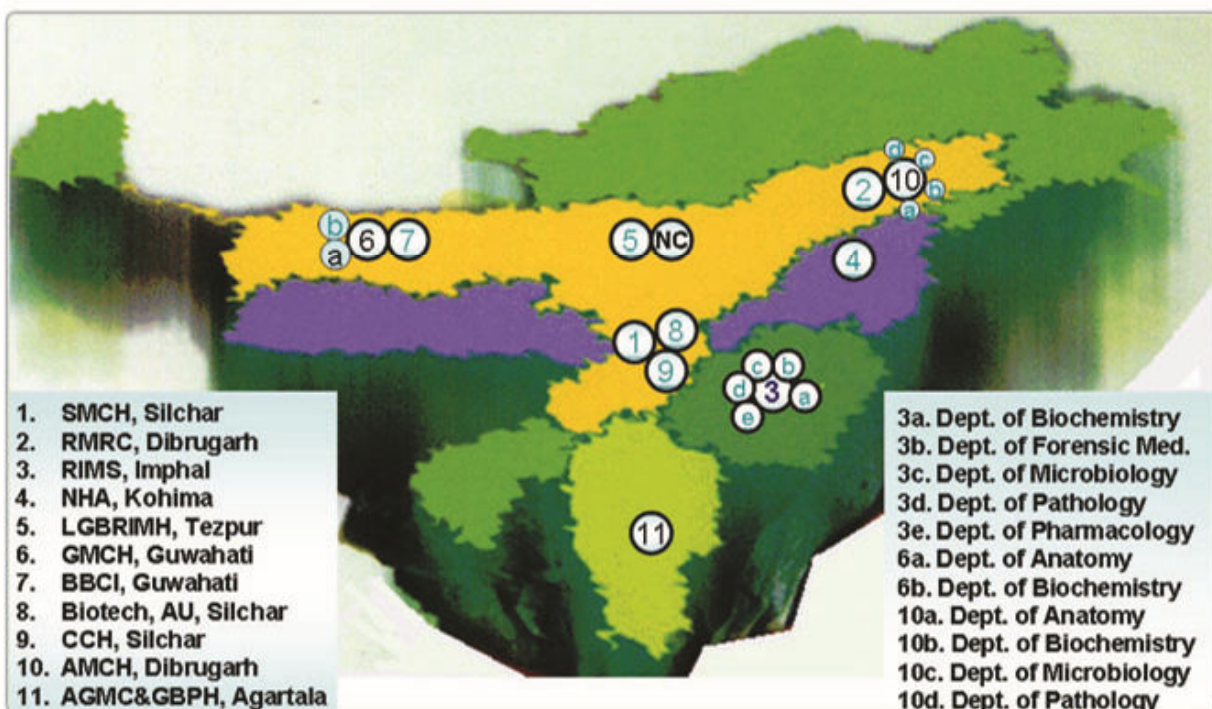 d
c
2
10
b
a
b
6
7
a
5
NC
4
8
1
9
c
b
d
3
a
e
11
1. SMCH, Silchar
2. RMRC, Dibrugarh
3. RIMS, Imphal
4. NHA, Kohima
5. LGBRIMH, Tezpur
6. GMCH, Guwahati
7. BBCI, Guwahati
8. Biotech, AU, Silchar
9. CCH, Silchar
10. AMCH, Dibrugarh
11. AGMC&GBPH, Agartala
3a. Dept. of Biochemistry
3b. Dept. of Forensic Med.
3c. Dept. of Microbiology
3d. Dept. of Pathology
3e. Dept. of Pharmacology
6a. Dept. of Anatomy
6b. Dept. of Biochemistry
10a. Dept. of Anatomy
10b. Dept. of Biochemistry
10c. Dept. of Microbiology
10d. Dept. of Pathology